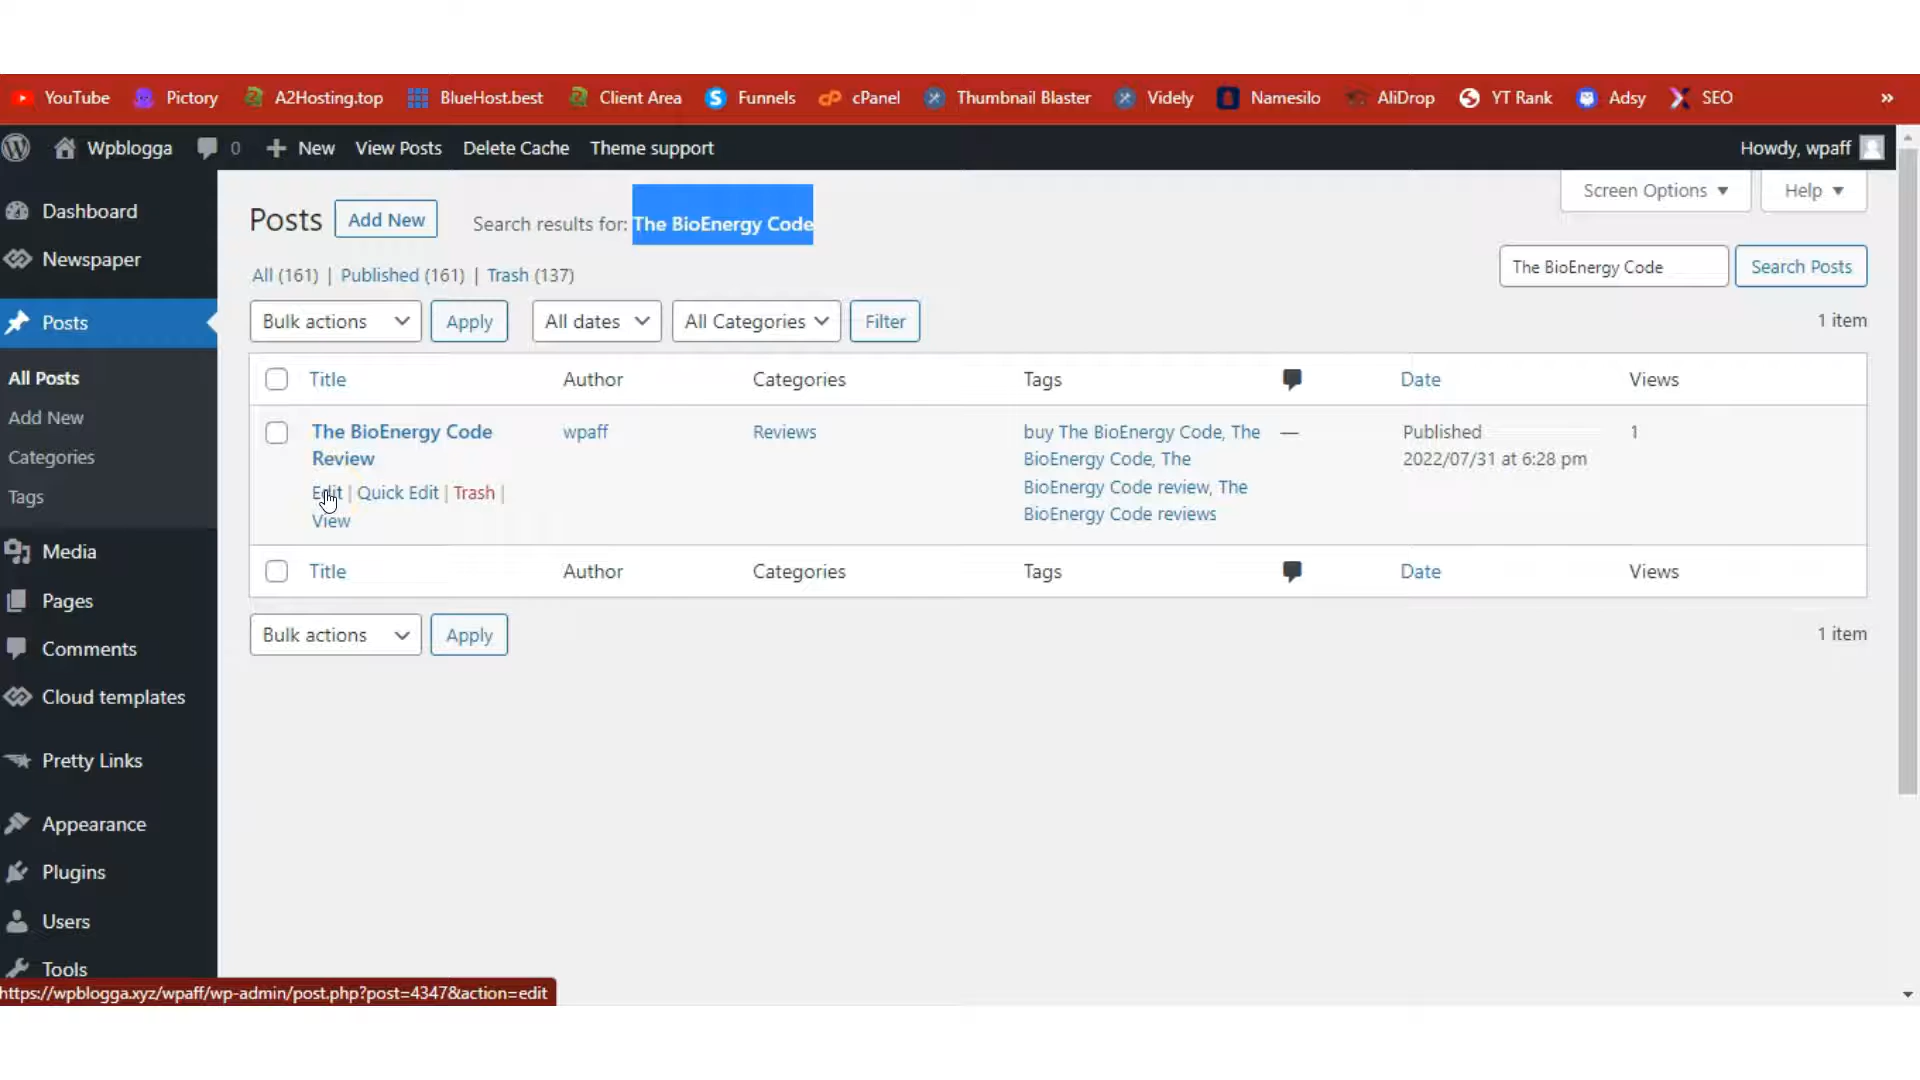 YouTube Pictory A2Hosting.top BlueHost.best Client Area Funnels cPanel Thumbnail Blaster Videly Namesilo AliDrop YT Rank Adsy SEO »
Wpblogga 0 New View Posts Delete Cache Theme support Howdy, wpaff
Dashboard
Newspaper
Posts
All Posts
Add New
Categories
Tags
Media
Pages
Comments
Cloud templates
Pretty Links
Appearance
Plugins
Users
Tools
Screen Options Help
Posts Add New Search results for: The BioEnergy Code
All (161) | Published (161) | Trash (137)
The BioEnergy Code Search Posts
Bulk actions Apply All dates All Categories Filter 1 item
Title Author Categories Tags Date Views
The BioEnergy Code
Review
Edit | Quick Edit | Trash |
View
wpaff
Reviews
buy The BioEnergy Code, The
BioEnergy Code, The
BioEnergy Code review, The
BioEnergy Code reviews
—
Published
2022/07/31 at 6:28 pm
1
Title Author Categories Tags Date Views
Bulk actions Apply 1 item
https://wpblogga.xyz/wpaff/wp-admin/post.php?post=4347&action=edit